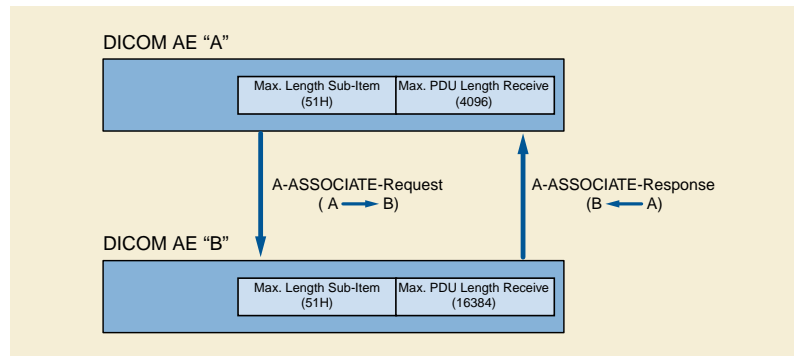 DICOM AE “A”
Max. Length Sub-Item
(51H)
Max. PDU Length Receive
(4096)
A-ASSOCIATE-Request
( A → B)
A-ASSOCIATE-Response
(B ← A)
DICOM AE “B”
Max. Length Sub-Item
(51H)
Max. PDU Length Receive
(16384)